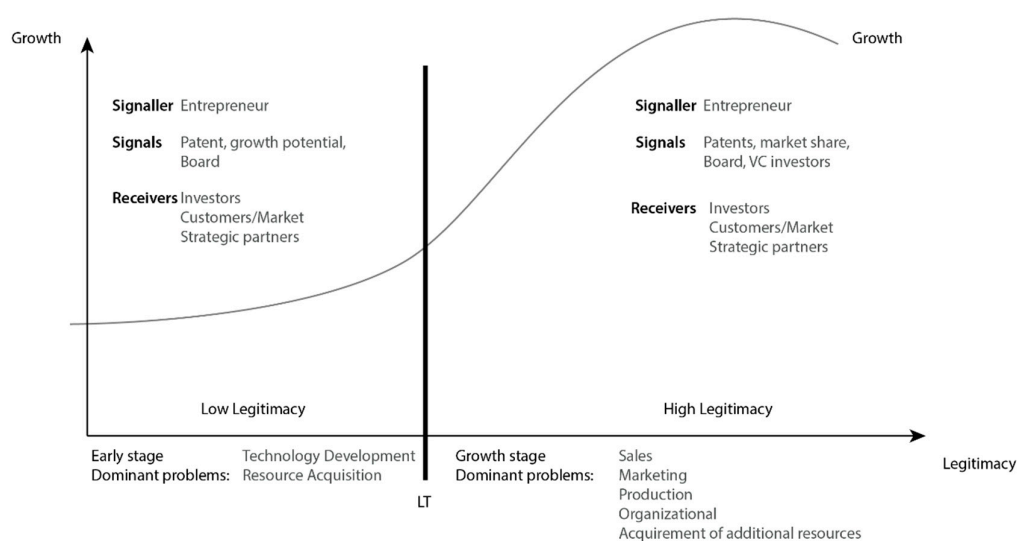 Growth
Growth
Signaller Entrepreneur
Signals Patent, growth potential,
Board
Receivers Investors
Customers/Market
Strategic partners
Signaller Entrepreneur
Signals Patents, market share,
Board, VC investors
Receivers Investors
Customers/Market
Strategic partners
Low Legitimacy
High Legitimacy
Early stage Technology Development
Dominant problems: Resource Acquisition
LT
Growth stage Sales
Dominant problems: Marketing
Production
Organizational
Acquirement of additional resources
Legitimacy